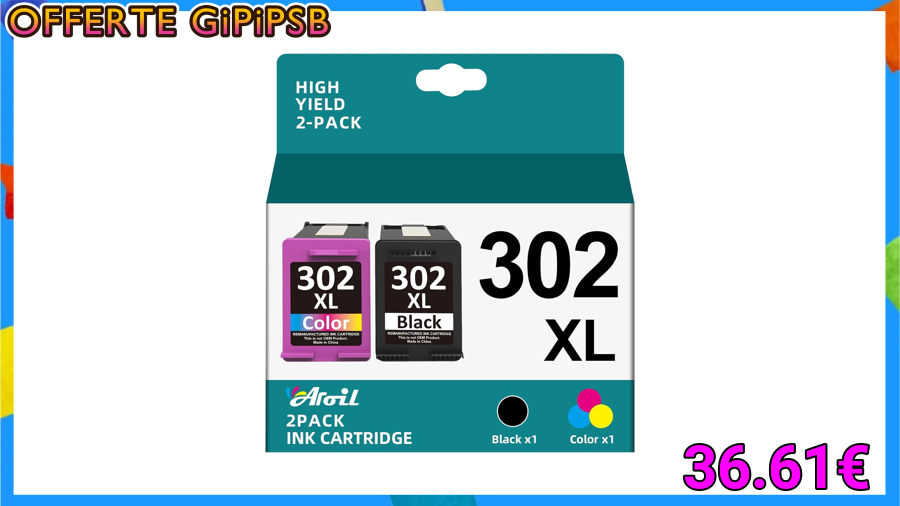 OFFERTE GiPiPSB
HIGH
YIELD
2-PACK
302
XL
Color
REMANUFACTURED INK CARTRIDGE
This is not OEM Product.
Made in China
302
XL
Black
REMANUFACTURED INK CARTRIDGE
This is not OEM Product.
Made in China
302
XL
Aroil
2PACK
INK CARTRIDGE
Black x1
Color x1
36.61€